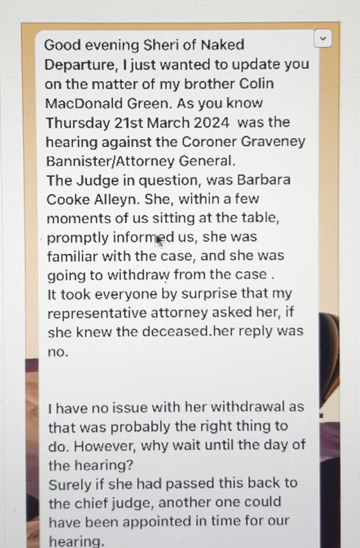 Good evening Sheri of Naked
Departure, I just wanted to update you
on the matter of my brother Colin
MacDonald Green. As you know
Thursday 21st March 2024  was the
hearing against the Coroner Graveney
Bannister/Attorney General.
The Judge in question, was Barbara
Cooke Alleyn. She, within a few
moments of us sitting at the table,
promptly informed us, she was
familiar with the case, and she was
going to withdraw from the case .
It took everyone by surprise that my
representative attorney asked her, if
she knew the deceased.her reply was
no.
I have no issue with her withdrawal as
that was probably the right thing to
do. However, why wait until the day of
the hearing?
Surely if she had passed this back to
the chief judge, another one could
have been appointed in time for our
hearing.